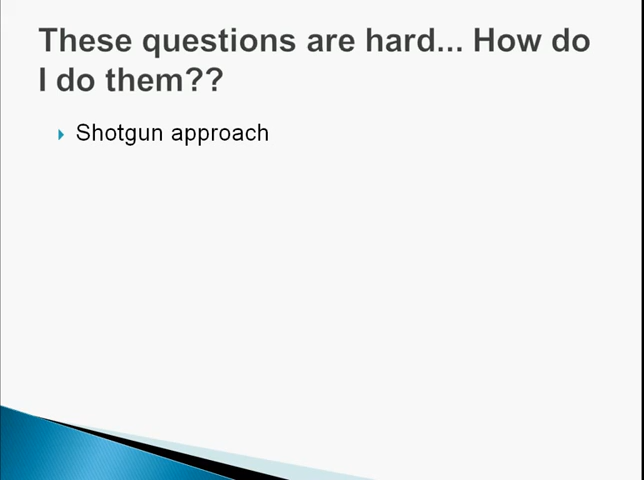 These questions are hard... How do
I do them??
Shotgun approach